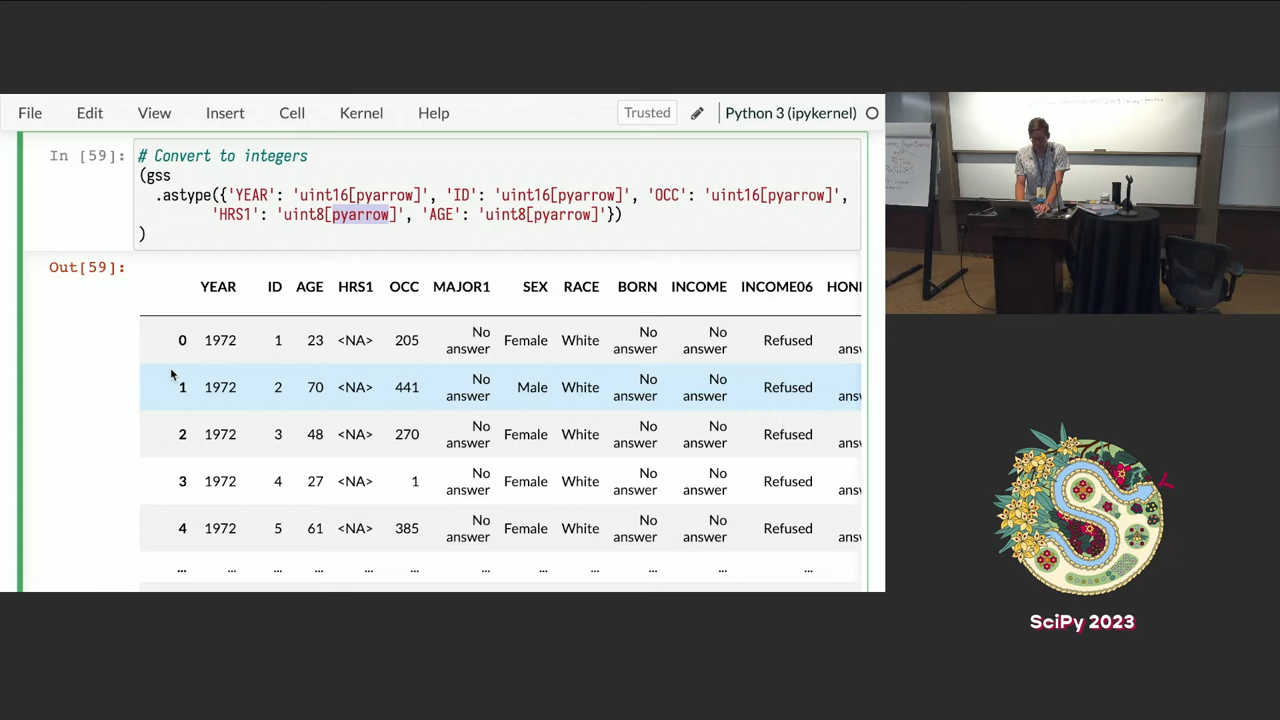 File Edit View Insert Cell Kernel Help Trusted Python 3 (ipykernel)
In [59]:
# Convert to integers
(gss
.astype({'YEAR': 'uint16[pyarrow]', 'ID': 'uint16[pyarrow]', 'OCC': 'uint16[pyarrow]',
'HRS1': 'uint8[pyarrow]', 'AGE': 'uint8[pyarrow]'})
)
Out[59]:
YEAR ID AGE HRS1 OCC MAJOR1 SEX RACE BORN INCOME INCOME06
0 1972 1 23 <NA> 205 No answer Female White No answer No answer Refused
1 1972 2 70 <NA> 441 No answer Male White No answer No answer Refused
2 1972 3 48 <NA> 270 No answer Female White No answer No answer Refused
3 1972 4 27 <NA> 1 No answer Female White No answer No answer Refused
4 1972 5 61 <NA> 385 No answer Female White No answer No answer Refused
... ... ... ... ... ... ... ... ... ... ... ...
SciPy 2023